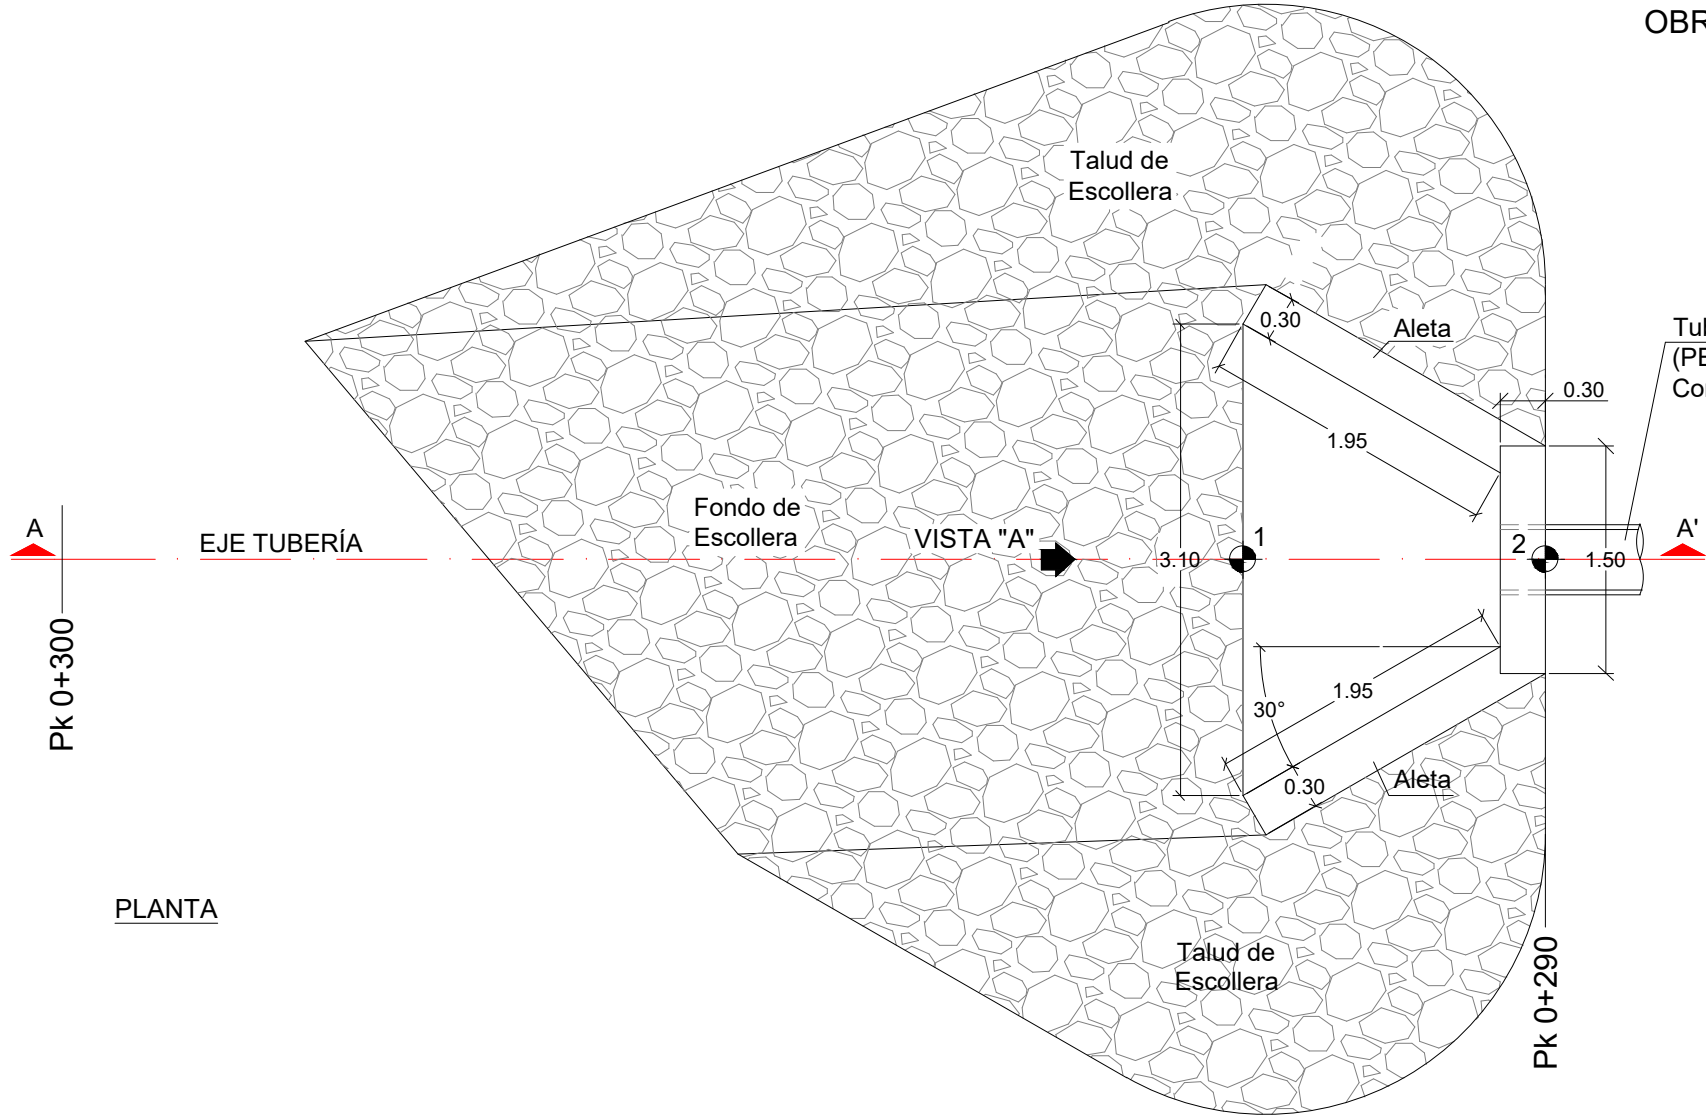 OBR
Talud de
Escollera
0.30
Aleta
Tub
(PE
Cor
0.30
1.95
Fondo de
Escollera
A
EJE TUBERÍA
VISTA "A"
1
2
A'
3.10
1.50
Pk 0+300
1.95
30°
0.30
Aleta
PLANTA
Talud de
Escollera
Pk 0+290